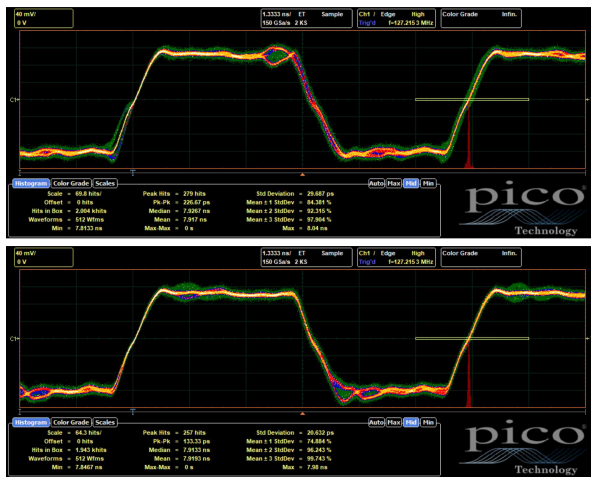 40 mV/
0 V
1.3333 ns/ ET Sample
150 GSa/s 2 KS
Ch1 / Edge High
Trig'd f=127.2153 MHz
Color Grade Infin.
C1
T
Histogram Color Grade Scales
Auto Max Mid Min
Scale = 69.8 hits/ Peak Hits = 279 hits Std Deviation = 29.687 ps
Offset = 0 hits Pk-Pk = 226.67 ps Mean ± 1 StdDev = 84.381 %
Hits in Box = 2.004 khits Median = 7.9267 ns Mean ± 2 StdDev = 92.315 %
Waveforms = 512 Wfms Mean = 7.917 ns Mean ± 3 StdDev = 97.904 %
Min = 7.8133 ns Max-Max = 0 s Max = 8.04 ns
pico
Technology
40 mV/
0 V
1.3333 ns/ ET Sample
150 GSa/s 2 KS
Ch1 / Edge High
Trig'd f=127.2153 MHz
Color Grade Infin.
C1
T
Histogram Color Grade Scales
Auto Max Mid Min
Scale = 64.3 hits/ Peak Hits = 257 hits Std Deviation = 20.632 ps
Offset = 0 hits Pk-Pk = 133.33 ps Mean ± 1 StdDev = 74.884 %
Hits in Box = 1.943 khits Median = 7.9133 ns Mean ± 2 StdDev = 96.243 %
Waveforms = 512 Wfms Mean = 7.9193 ns Mean ± 3 StdDev = 99.743 %
Min = 7.8467 ns Max-Max = 0 s Max = 7.98 ns
pico
Technology